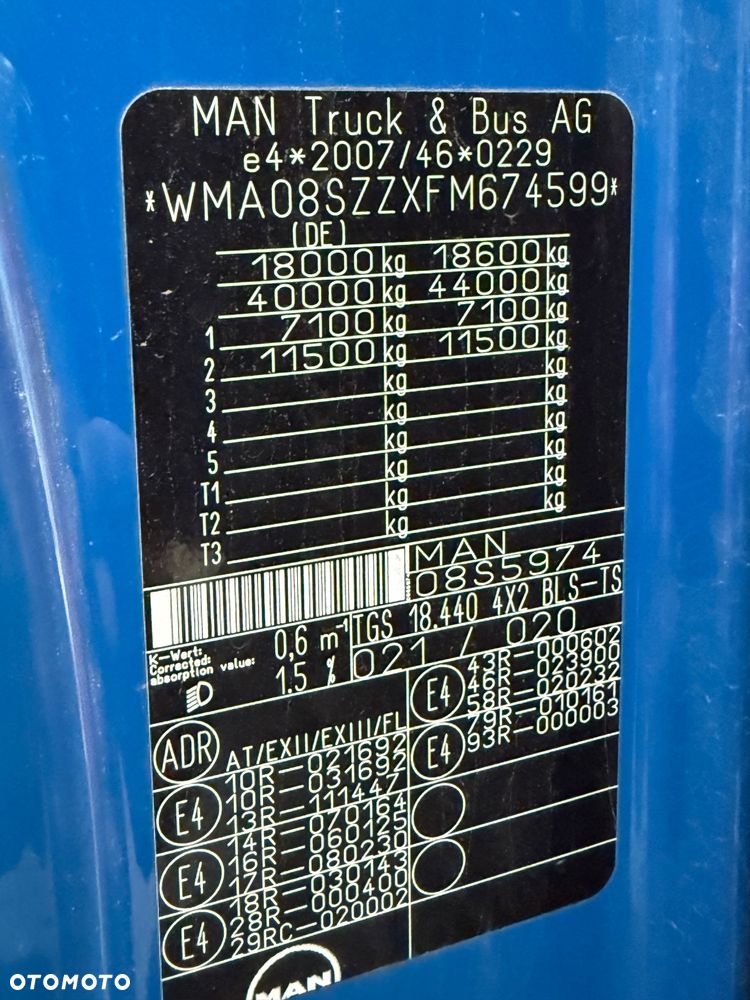 MAN Truck & Bus AG
e4*2007/46*0229
*WMA08SZZXFM674599*
(DE)
18000 kg 18600 kg
40000 kg 44000 kg
1 7100 kg 7100 kg
2 11500 kg 11500 kg
3 kg kg
4 kg kg
5 kg kg
T1 kg kg
T2 kg kg
T3 kg kg
MAN
08S5974
TGS 18.440 4X2 BLS-TS
021 / 020
K-Wert:
Corrected
absorption value:
0,6 m-1
1.5 %
E4
43R-000602
46R-023900
58R-020232
E4
79R-010161
93R-000003
ADR
AT/EXII/EXIII/FL
E4
10R-021692
10R-031692
13R-111447
E4
14R-070164
16R-060125
17R-080230
E4
18R-030143
28R-000400
29RC-020002
MAN
OTOMOTO